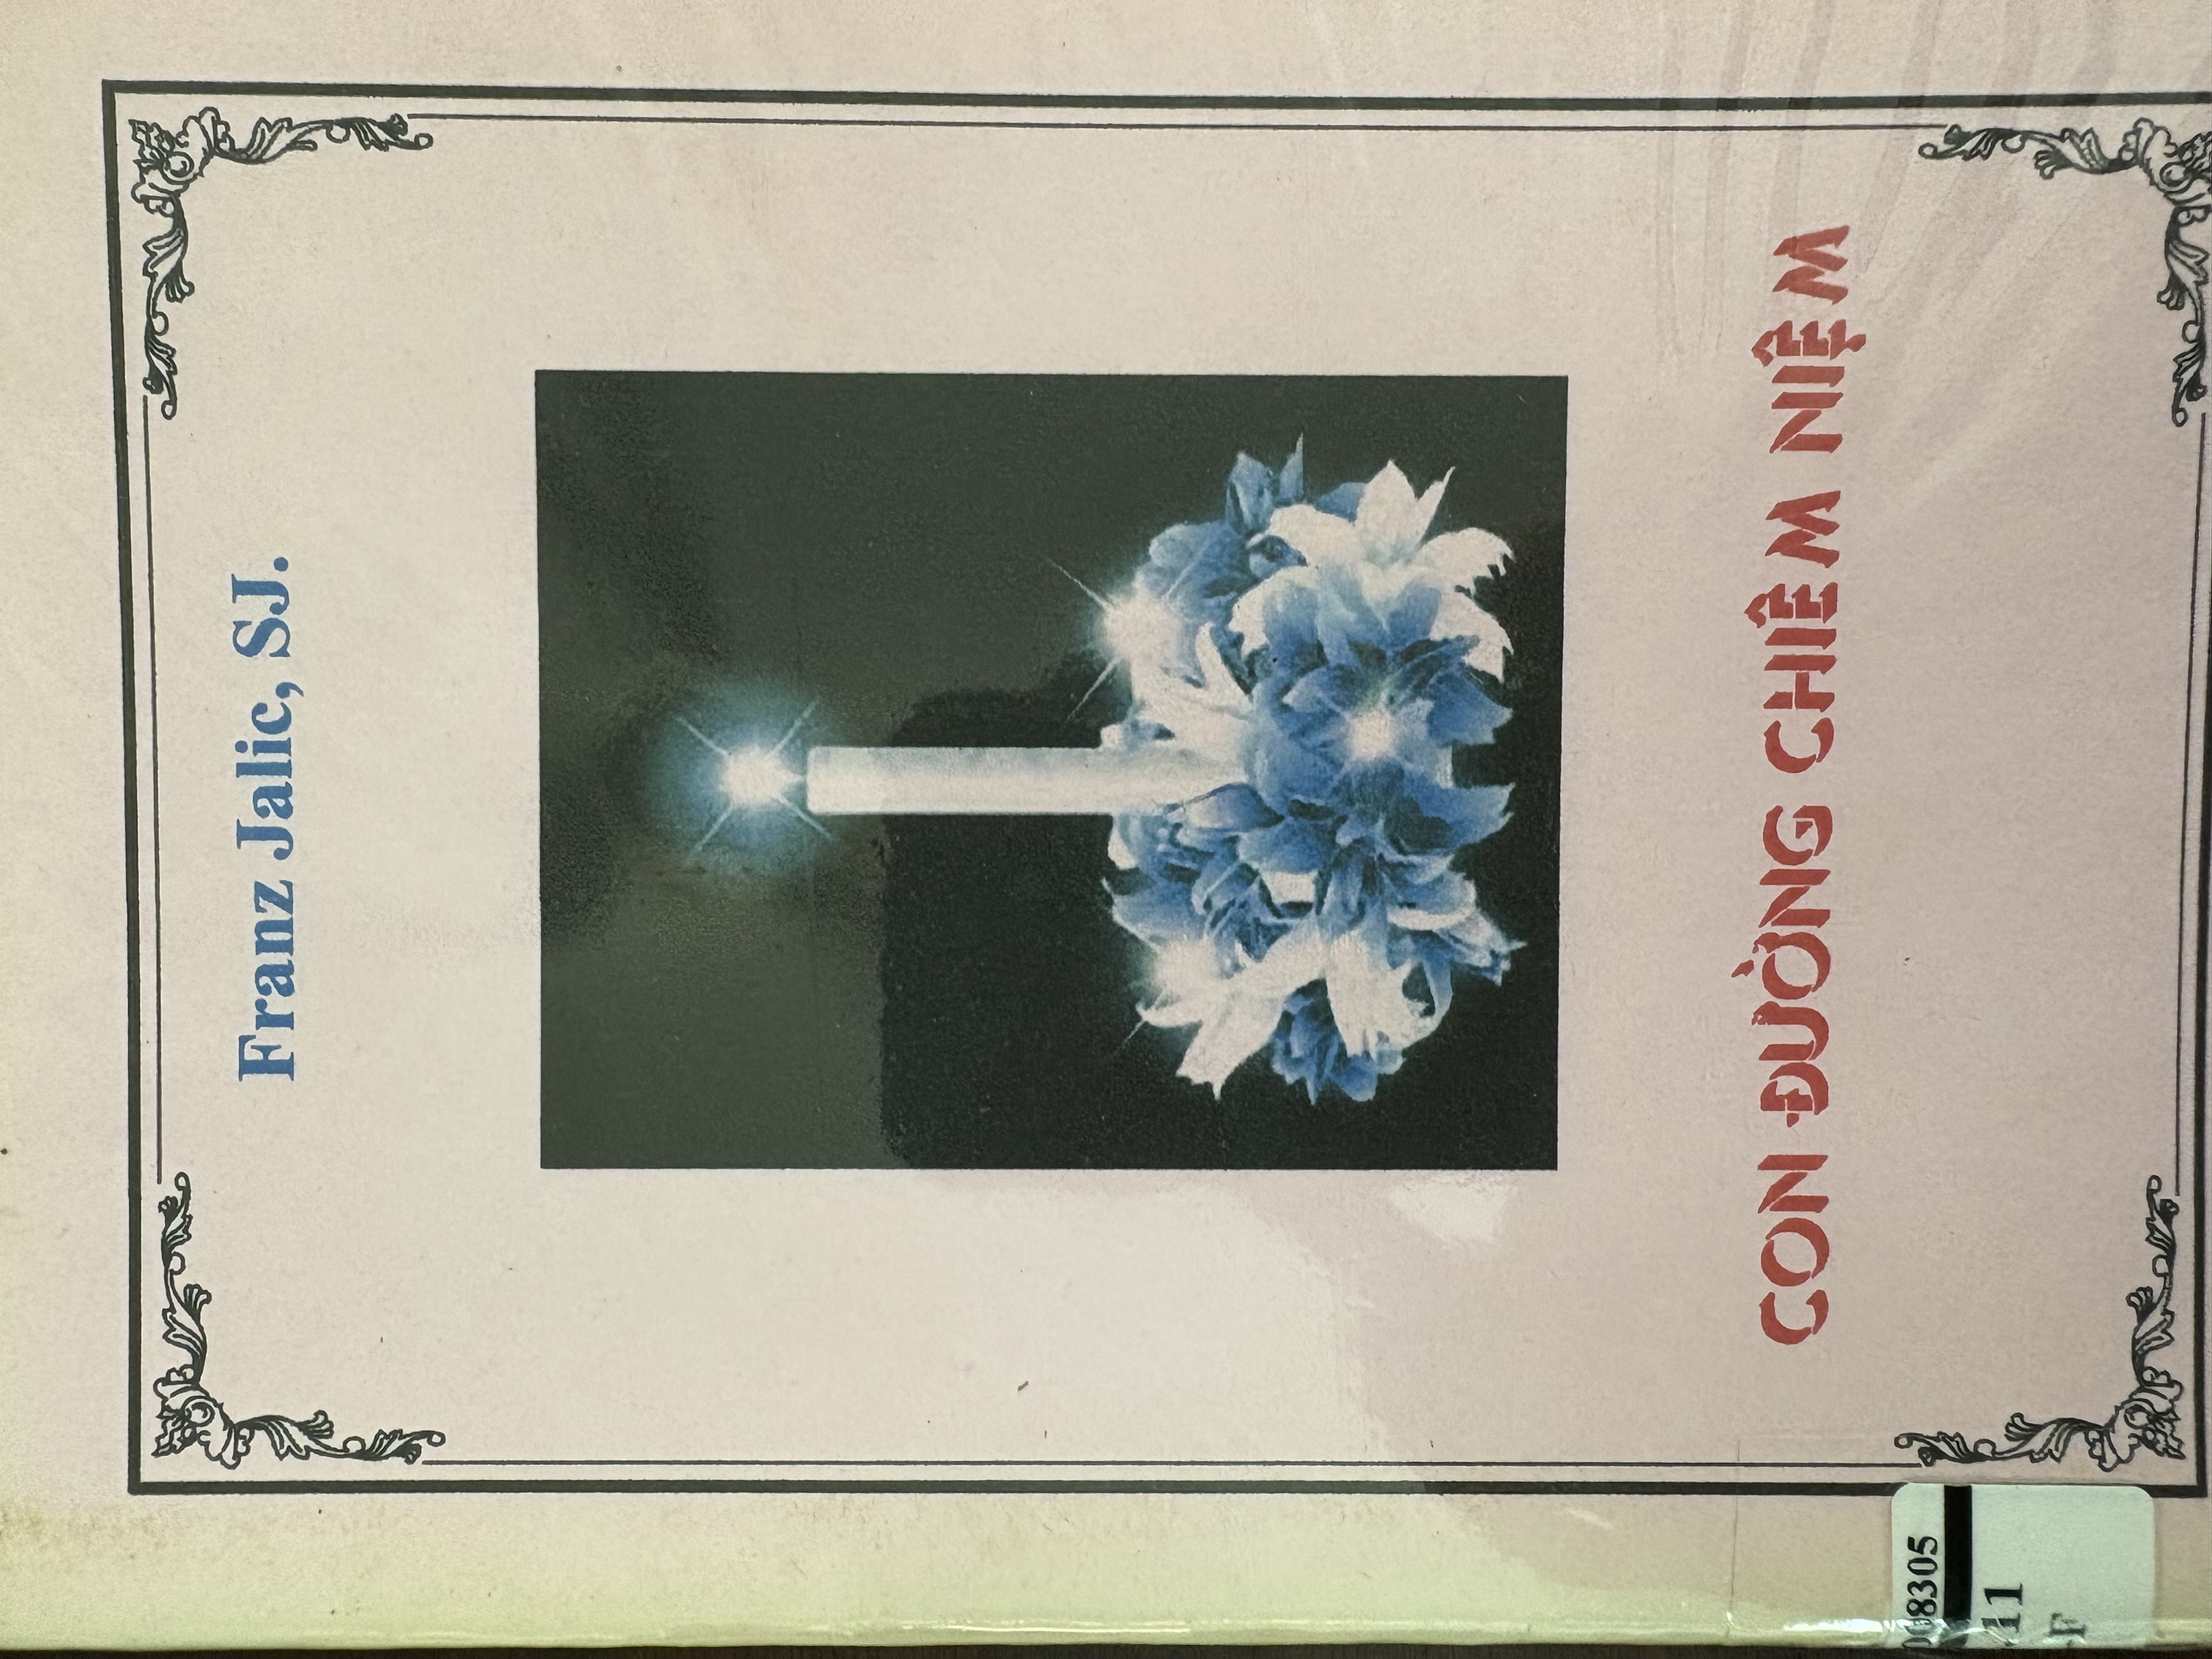 Franz Jalic, SJ.
CON ĐƯỜNG CHIÊM NIỆM